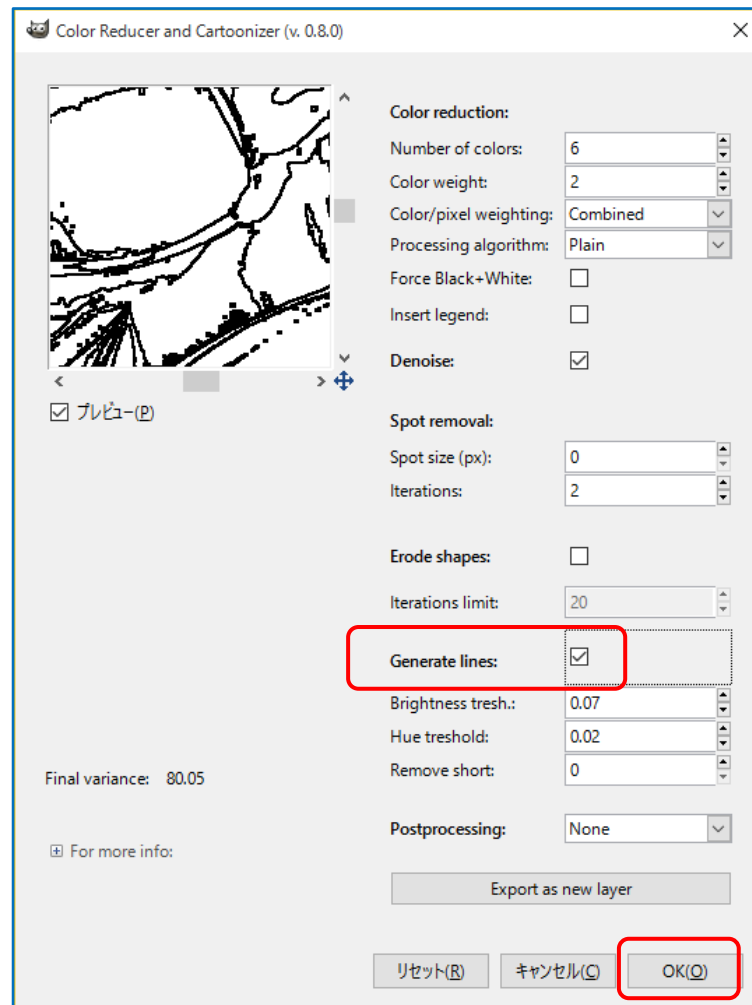 Color Reducer and Cartoonizer (v. 0.8.0)
Color reduction:
Number of colors: 6
Color weight: 2
Color/pixel weighting: Combined
Processing algorithm: Plain
Force Black+White:
Insert legend:
Denoise:
プレビュー(P)
Spot removal:
Spot size (px): 0
Iterations: 2
Erode shapes:
Iterations limit: 20
Generate lines:
Brightness tresh.: 0.07
Hue treshold: 0.02
Remove short: 0
Final variance: 80.05
Postprocessing: None
For more info:
Export as new layer
リセット(R) キャンセル(C) OK(O)